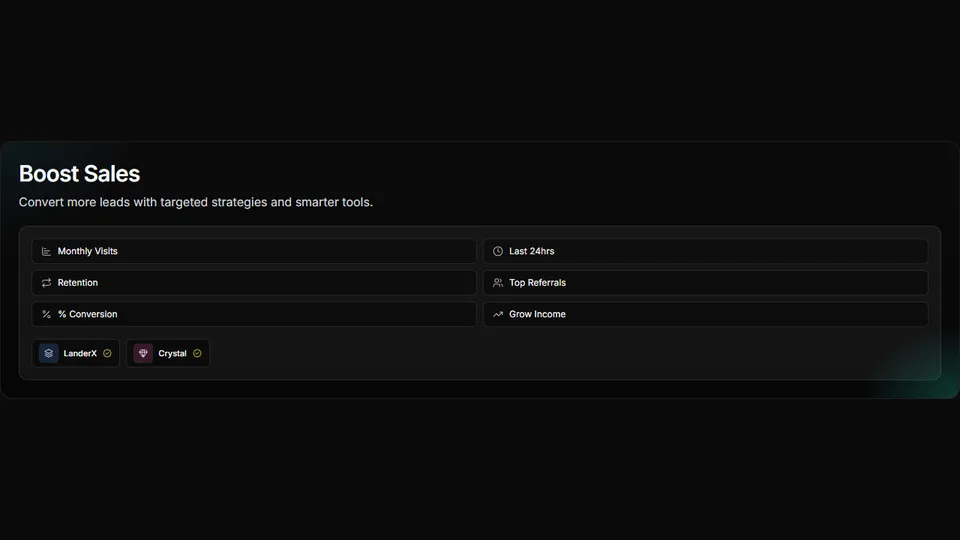 Boost Sales
Convert more leads with targeted strategies and smarter tools.
Monthly Visits
Last 24hrs
Retention
Top Referrals
% Conversion
Grow Income
LanderX
Crystal